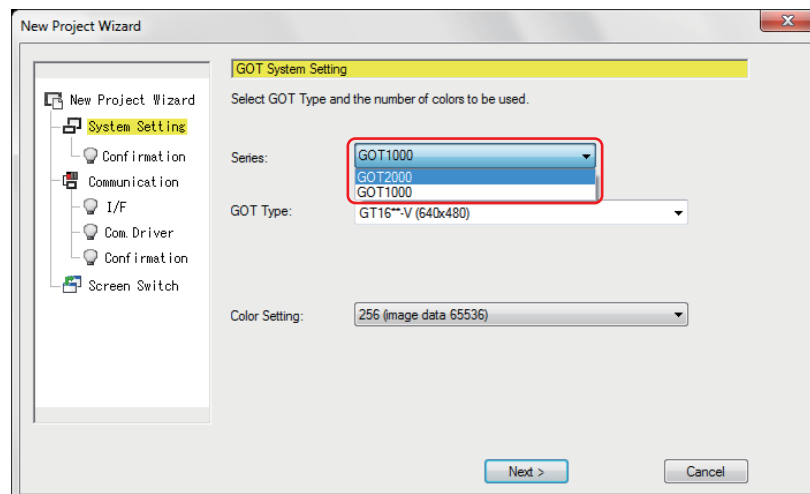 New Project Wizard
GOT System Setting
Select GOT Type and the number of colors to be used.
New Project Wizard
System Setting
Confirmation
Communication
I/F
Com. Driver
Confirmation
Screen Switch
Series:
GOT1000
GOT2000
GOT1000
GOT Type:
GT16**-V (640x480)
Color Setting:
256 (image data 65536)
Next >
Cancel